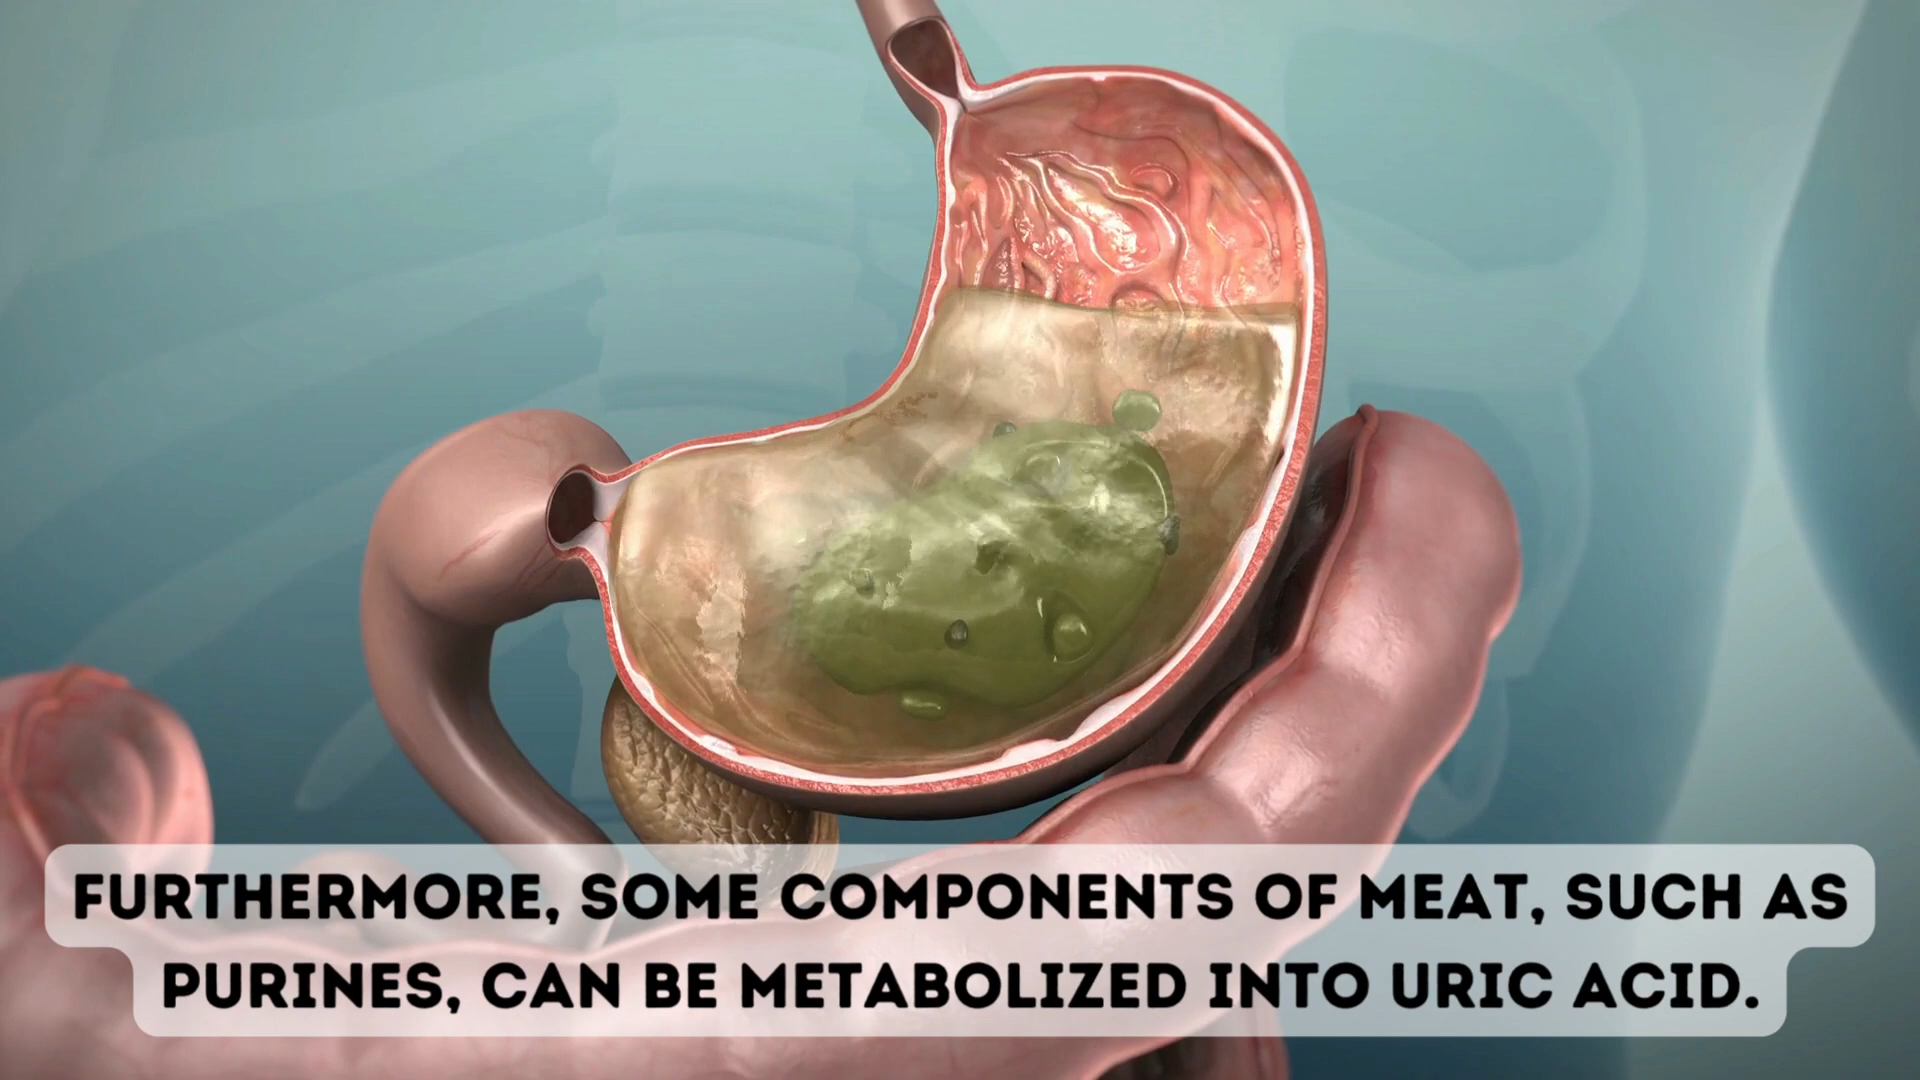 FURTHERMORE, SOME COMPONENTS OF MEAT, SUCH AS
PURINES, CAN BE METABOLIZED INTO URIC ACID.